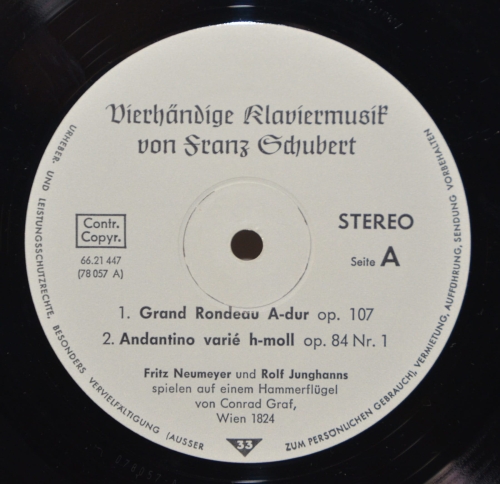 Vierhändige Klaviermusik
von Franz Schubert
Contr.
Copyr.
66.21 447
(78 057 A)
STEREO
Seite A
1. Grand Rondeau A-dur op. 107
2. Andantino varié h-moll op. 84 Nr. 1
Fritz Neumeyer und Rolf Junghanns
spielen auf einem Hammerflügel
von Conrad Graf,
Wien 1824
33
URHEBER- UND LEISTUNGSSCHUTZRECHTE, BESONDERS VERVIELFÄLTIGUNG (AUSSER
ZUM PERSÖNLICHEN GEBRAUCH), VERMIETUNG, AUFFÜHRUNG, SENDUNG VORBEHALTEN